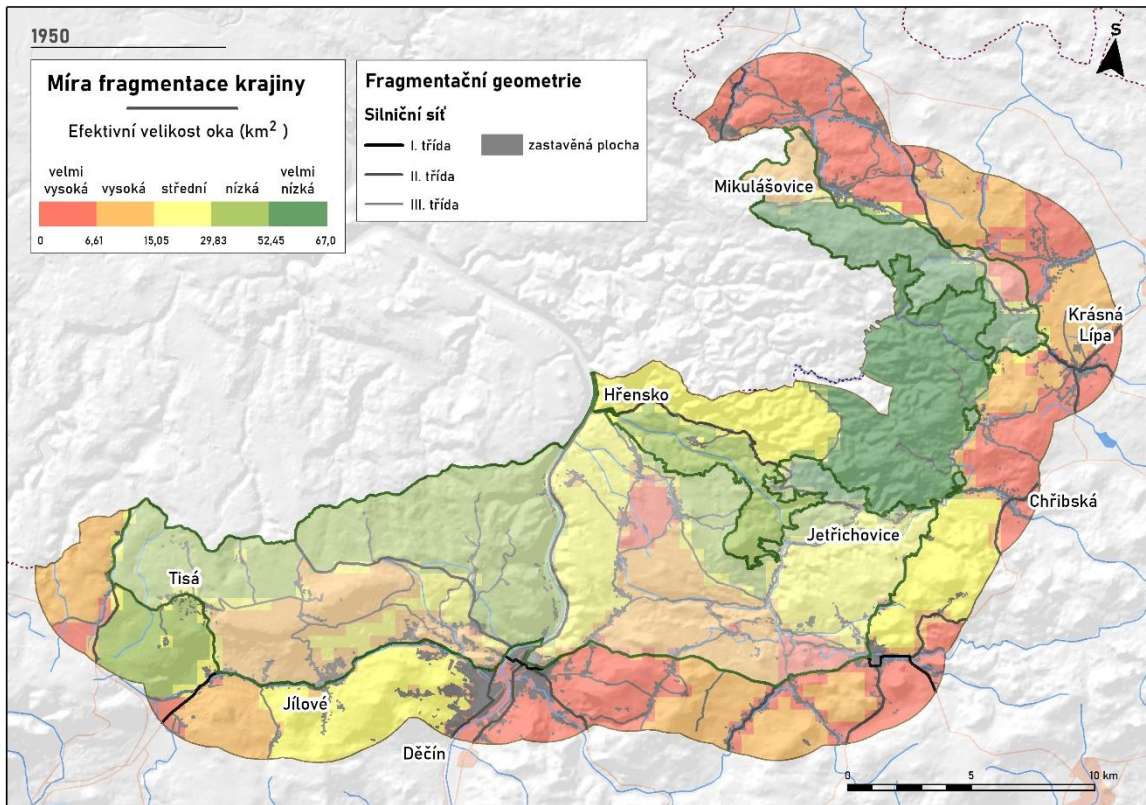 1950
Míra fragmentace krajiny
Efektivní velikost oka (km² )
velmi vysoká
vysoká
střední
nízká
velmi nízká
0 6,61 15,05 29,83 52,45 67,0
Fragmentační geometrie
Silniční síť
I. třída
II. třída
III. třída
zastavěná plocha
S
Mikulášovice
Krásná
Lípa
Hřensko
Chřibská
Jetřichovice
Tisá
Jílové
Děčín
0 5 10 km